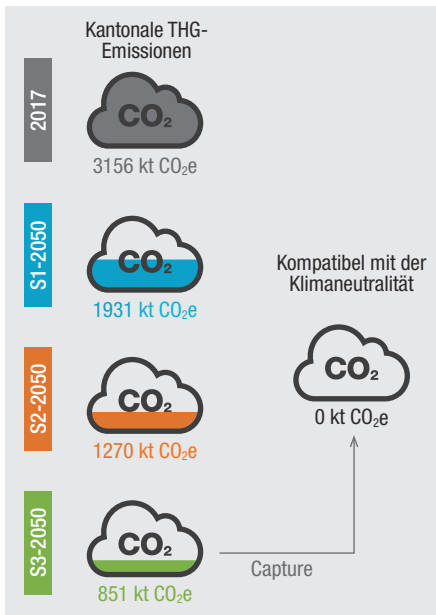 Kantonale THG-
Emissionen
2017
CO₂
3156 kt CO₂e
S1-2050
CO₂
1931 kt CO₂e
Kompatibel mit der
Klimaneutralität
CO₂
0 kt CO₂e
S2-2050
CO₂
1270 kt CO₂e
S3-2050
CO₂
851 kt CO₂e
Capture